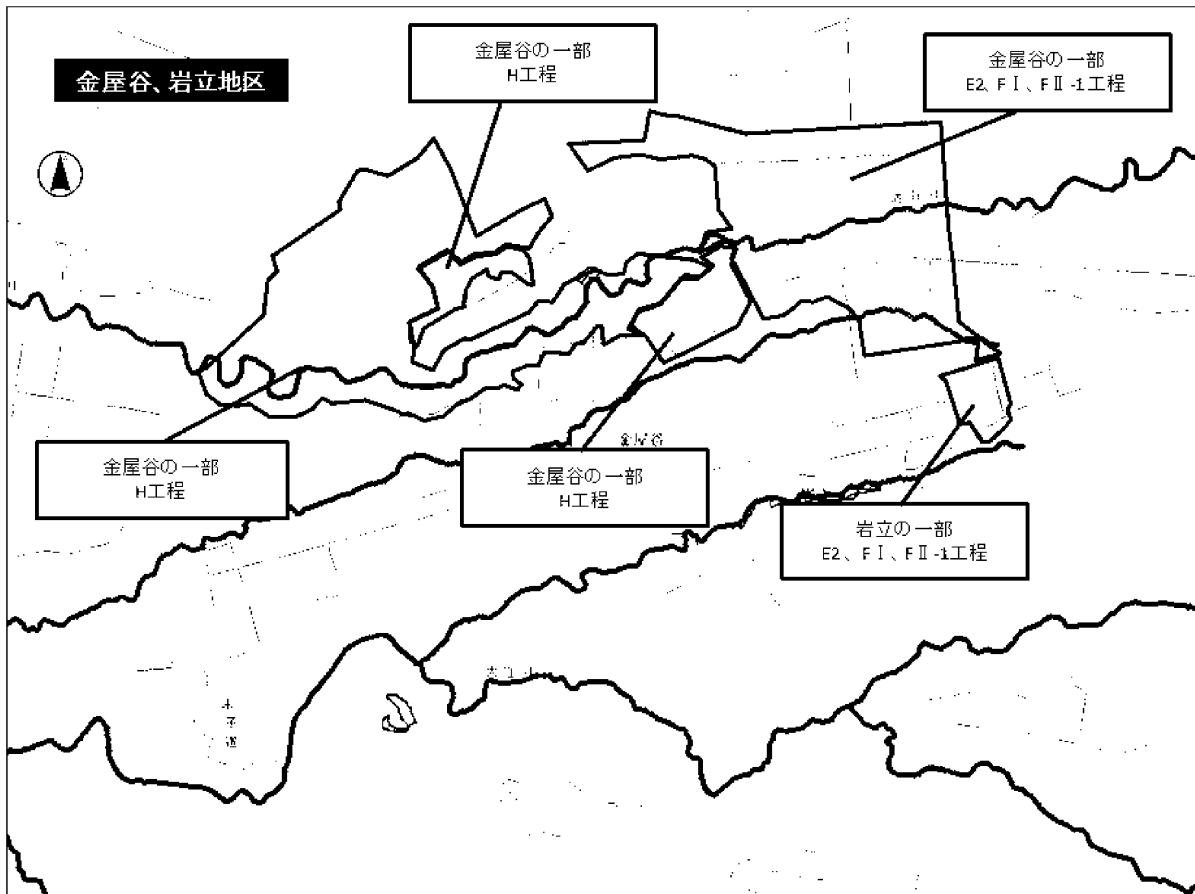 金屋谷、岩立地区
金屋谷の一部
H工程
金屋谷の一部
E2、FⅠ、FⅡ-1工程
金屋谷の一部
H工程
金屋谷
金屋谷の一部
H工程
岩立の一部
E2、FⅠ、FⅡ-1工程